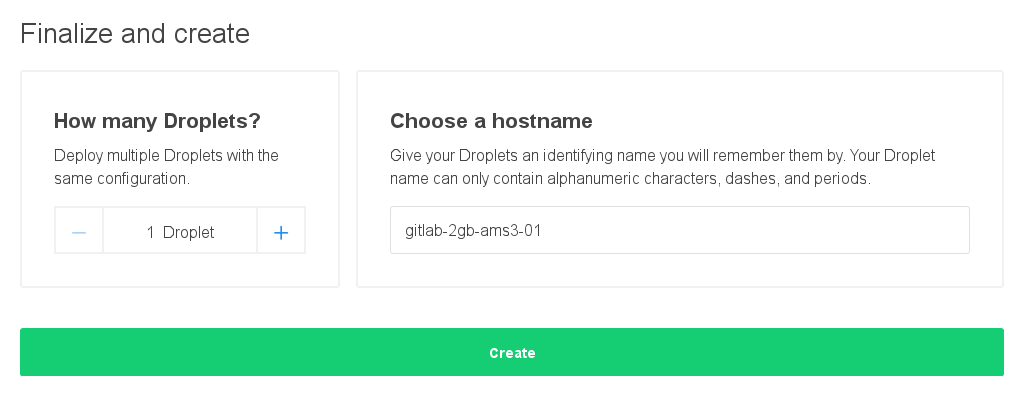 Finalize and create
How many Droplets?
Deploy multiple Droplets with the
same configuration.
1 Droplet
Choose a hostname
Give your Droplets an identifying name you will remember them by. Your Droplet
name can only contain alphanumeric characters, dashes, and periods.
gitlab-2gb-ams3-01
Create